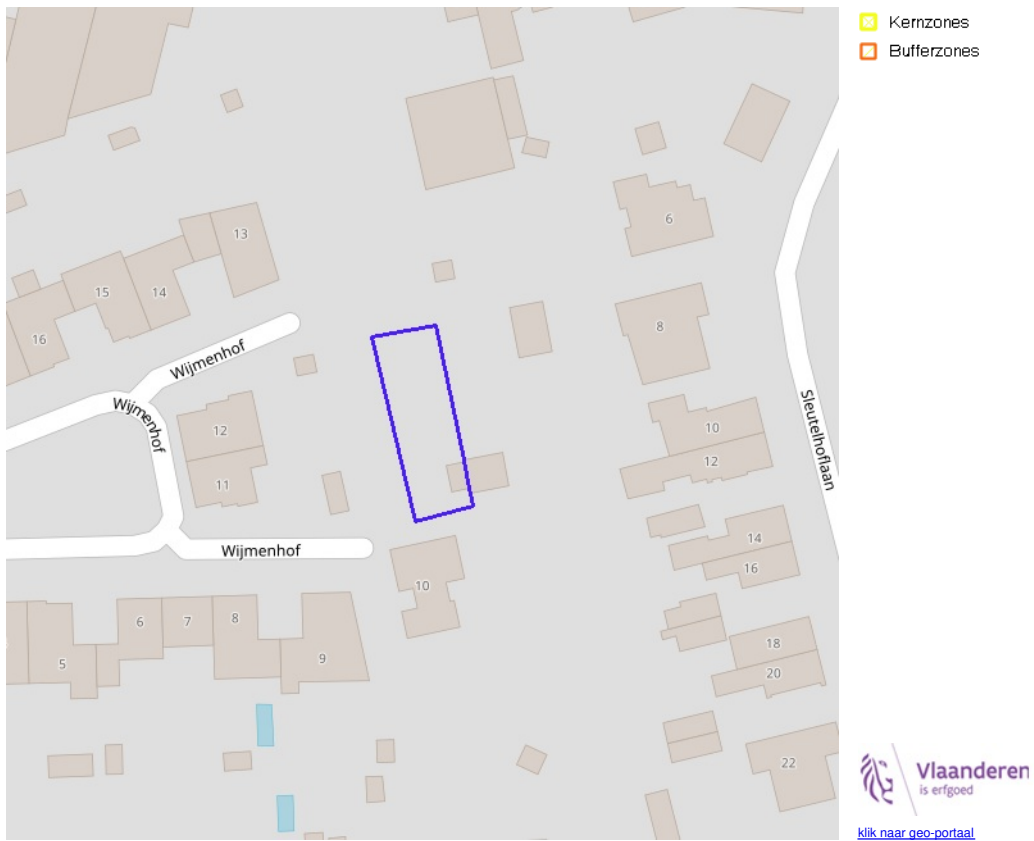 Kernzones
Bufferzones
6
13
15
14
16
8
Wijmenhof
Wijmenhof
Wijmenhof
Sleutelhoflaan
12
10
11
12
14
Wijmenhof
16
10
6
7
8
18
5
9
20
22
Vlaanderen
is erfgoed
klik naar geo-portaal